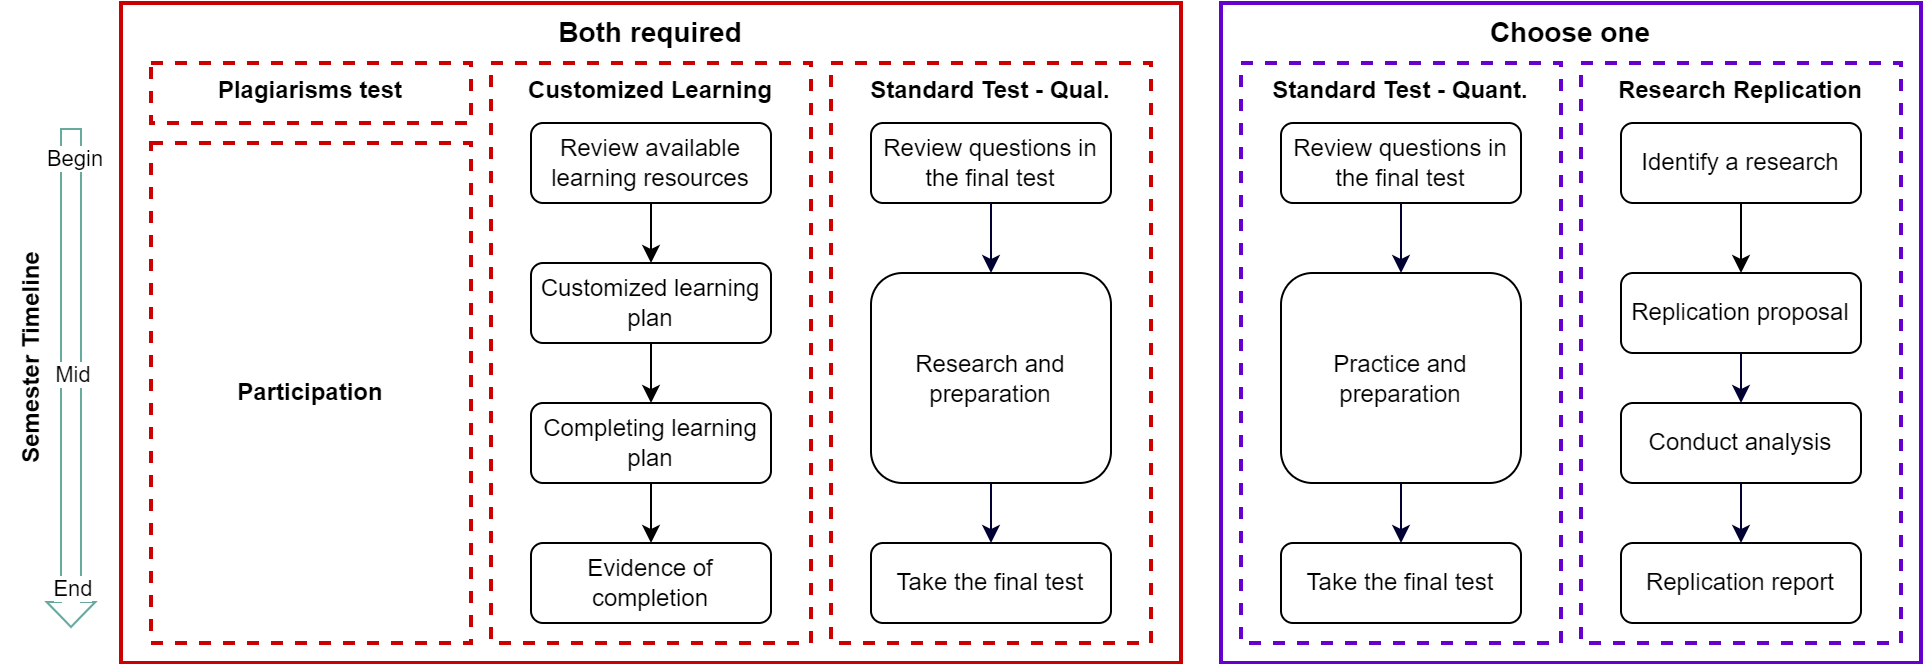 Both required
Choose one
Semester Timeline
Begin
Mid
End
Plagiarisms test
Participation
Customized Learning
Review available
learning resources
Customized learning
plan
Completing learning
plan
Evidence of
completion
Standard Test - Qual.
Review questions in
the final test
Research and
preparation
Take the final test
Standard Test - Quant.
Review questions in
the final test
Practice and
preparation
Take the final test
Research Replication
Identify a research
Replication proposal
Conduct analysis
Replication report